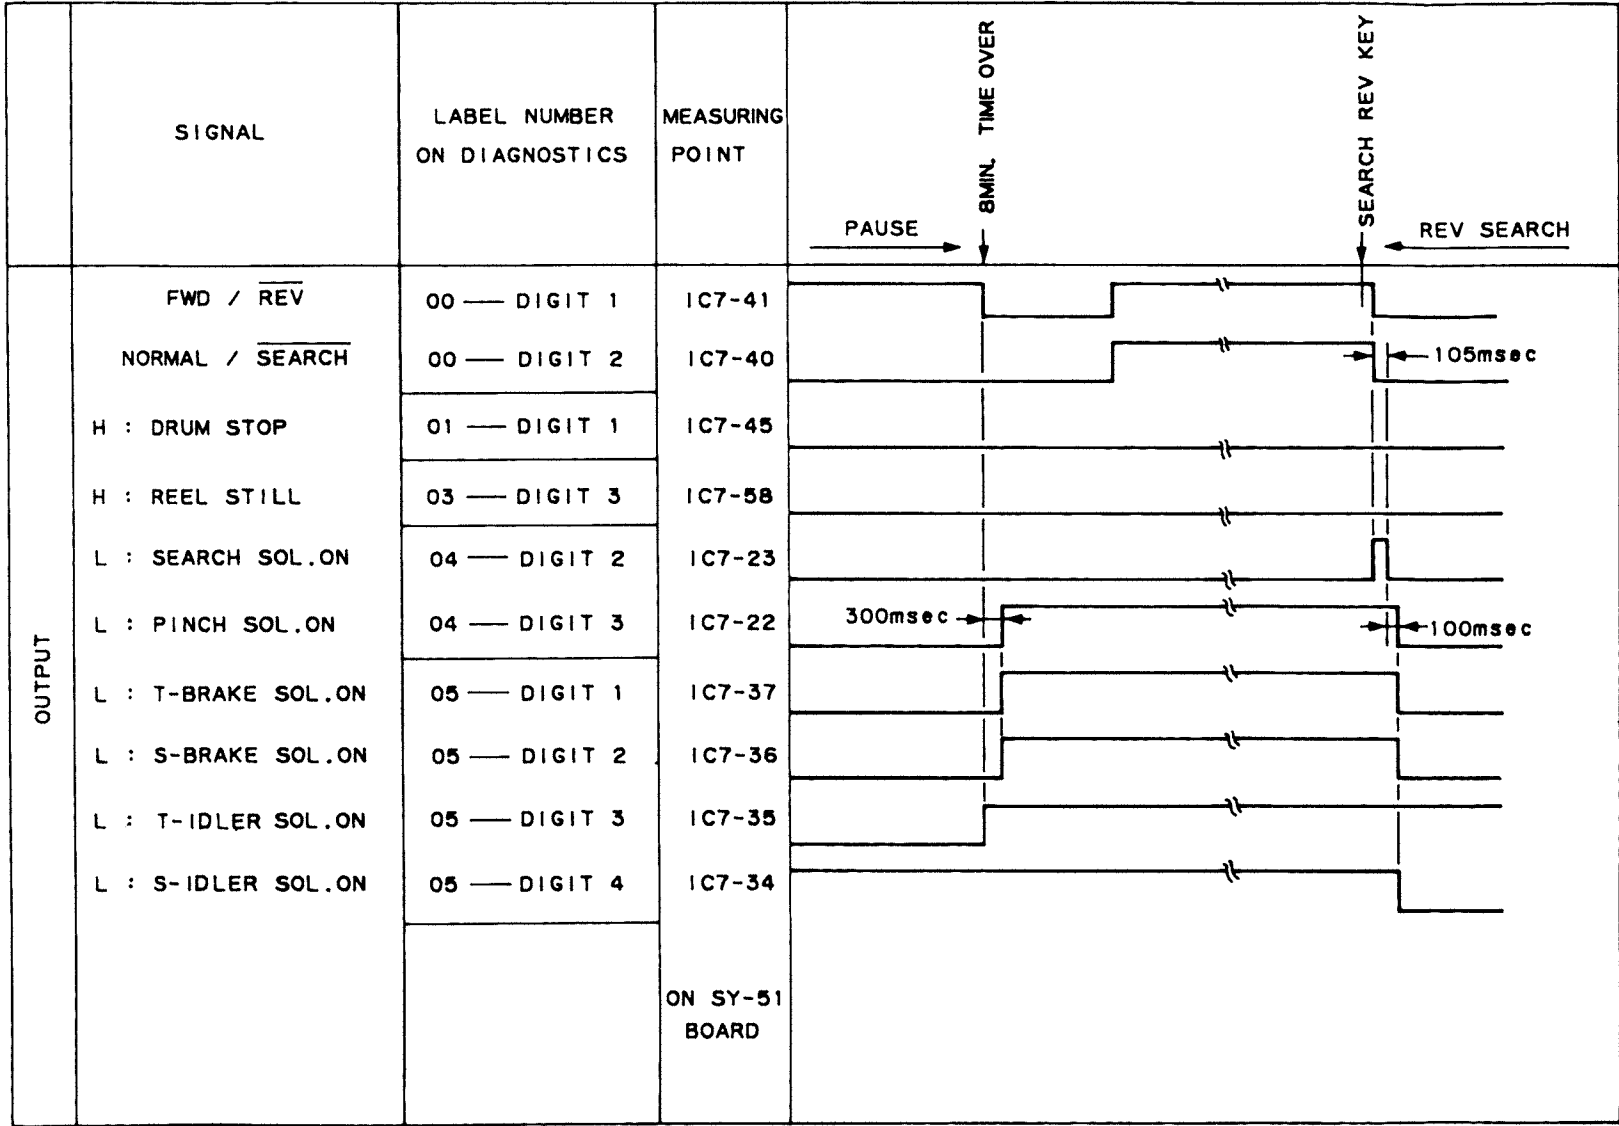 SIGNAL
LABEL NUMBER
ON DIAGNOSTICS
MEASURING
POINT
8MIN. TIME OVER
SEARCH REV KEY
PAUSE
REV SEARCH
OUTPUT
FWD / REV
00 — DIGIT 1
IC7-41
NORMAL / SEARCH
00 — DIGIT 2
IC7-40
105msec
H : DRUM STOP
01 — DIGIT 1
IC7-45
H : REEL STILL
03 — DIGIT 3
IC7-58
L : SEARCH SOL.ON
04 — DIGIT 2
IC7-23
L : PINCH SOL.ON
04 — DIGIT 3
IC7-22
300msec
100msec
L : T-BRAKE SOL.ON
05 — DIGIT 1
IC7-37
L : S-BRAKE SOL.ON
05 — DIGIT 2
IC7-36
L : T-IDLER SOL.ON
05 — DIGIT 3
IC7-35
L : S-IDLER SOL.ON
05 — DIGIT 4
IC7-34
ON SY-51
BOARD